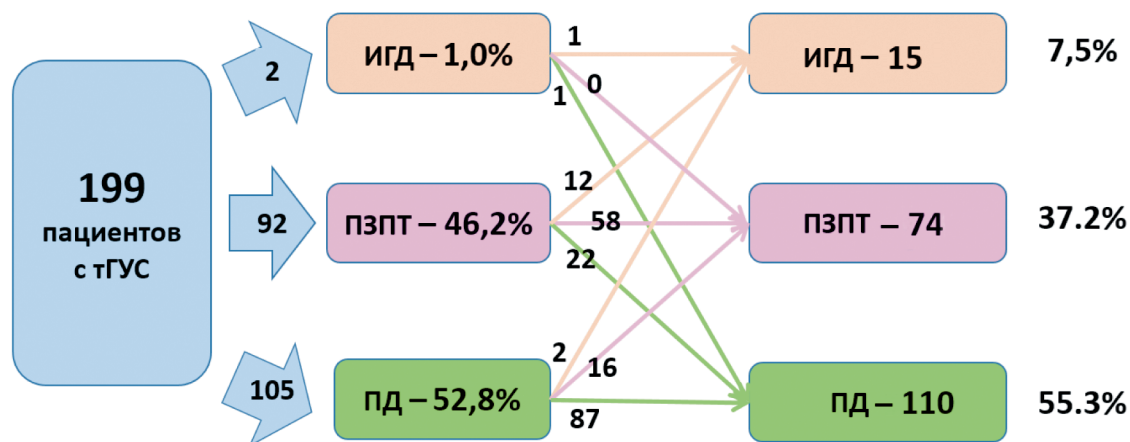 199
пациентов
с тГУС
2
92
105
ИГД – 1,0%
ПЗПТ – 46,2%
ПД – 52,8%
1
0
1
12
58
22
2
16
87
ИГД – 15
7,5%
ПЗПТ – 74
37.2%
ПД – 110
55.3%